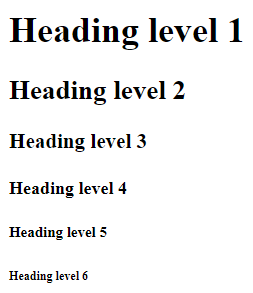 Heading level 1
Heading level 2
Heading level 3
Heading level 4
Heading level 5
Heading level 6